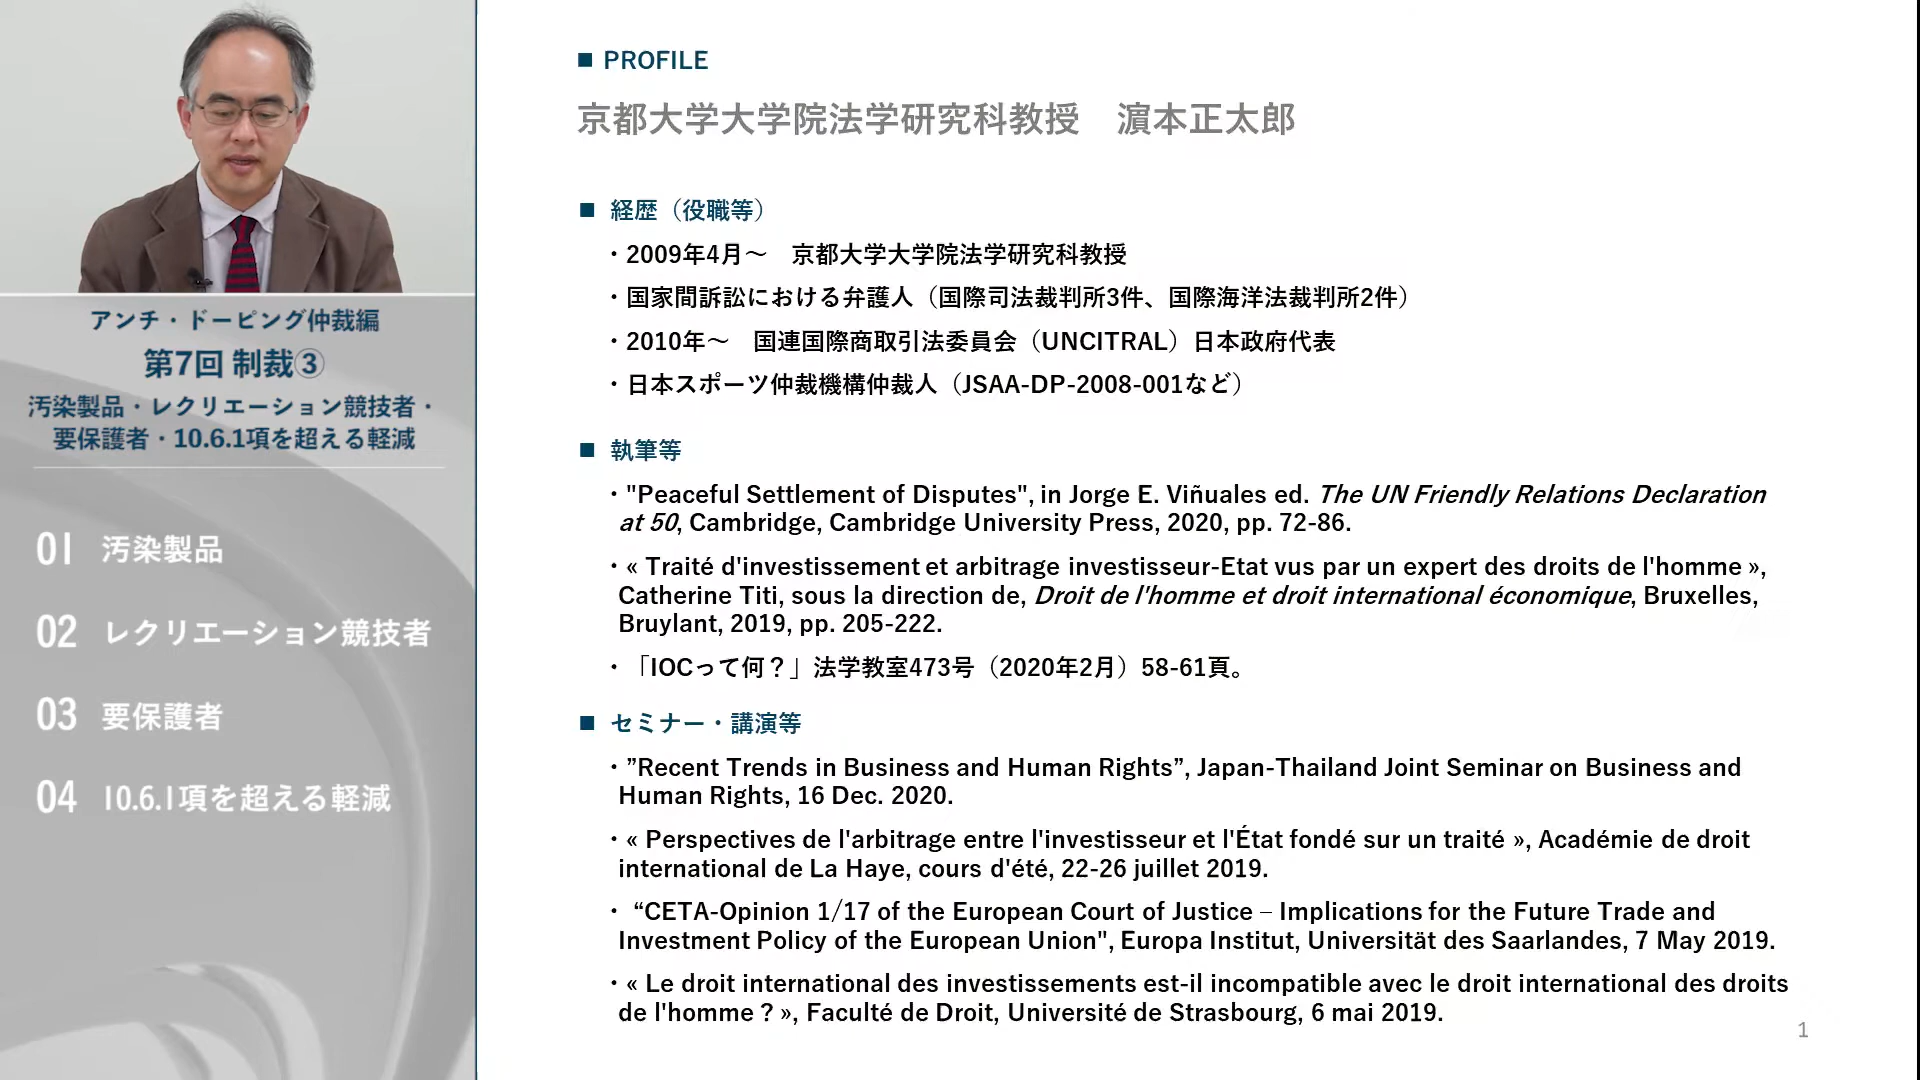 アンチ・ドーピング仲裁編
第7回 制裁③
汚染製品・レクリエーション競技者・
要保護者・10.6.1項を超える軽減
01 汚染製品
02 レクリエーション競技者
03 要保護者
04 10.6.1項を超える軽減
■ PROFILE
京都大学大学院法学研究科教授　濵本正太郎
■ 経歴（役職等）
・2009年4月～　京都大学大学院法学研究科教授
・国家間訴訟における弁護人（国際司法裁判所3件、国際海洋法裁判所2件）
・2010年～　国連国際商取引法委員会（UNCITRAL）日本政府代表
・日本スポーツ仲裁機構仲裁人（JSAA-DP-2008-001など）
■ 執筆等
・"Peaceful Settlement of Disputes", in Jorge E. Viñuales ed. The UN Friendly Relations Declaration
at 50, Cambridge, Cambridge University Press, 2020, pp. 72-86.
・« Traité d'investissement et arbitrage investisseur-Etat vus par un expert des droits de l'homme »,
Catherine Titi, sous la direction de, Droit de l'homme et droit international économique, Bruxelles,
Bruylant, 2019, pp. 205-222.
・「IOCって何？」法学教室473号（2020年2月）58-61頁。
■ セミナー・講演等
・”Recent Trends in Business and Human Rights”, Japan-Thailand Joint Seminar on Business and
Human Rights, 16 Dec. 2020.
・« Perspectives de l'arbitrage entre l'investisseur et l'État fondé sur un traité », Académie de droit
international de La Haye, cours d'été, 22-26 juillet 2019.
・ “CETA-Opinion 1/17 of the European Court of Justice – Implications for the Future Trade and
Investment Policy of the European Union", Europa Institut, Universität des Saarlandes, 7 May 2019.
・« Le droit international des investissements est-il incompatible avec le droit international des droits
de l'homme ? », Faculté de Droit, Université de Strasbourg, 6 mai 2019.
1